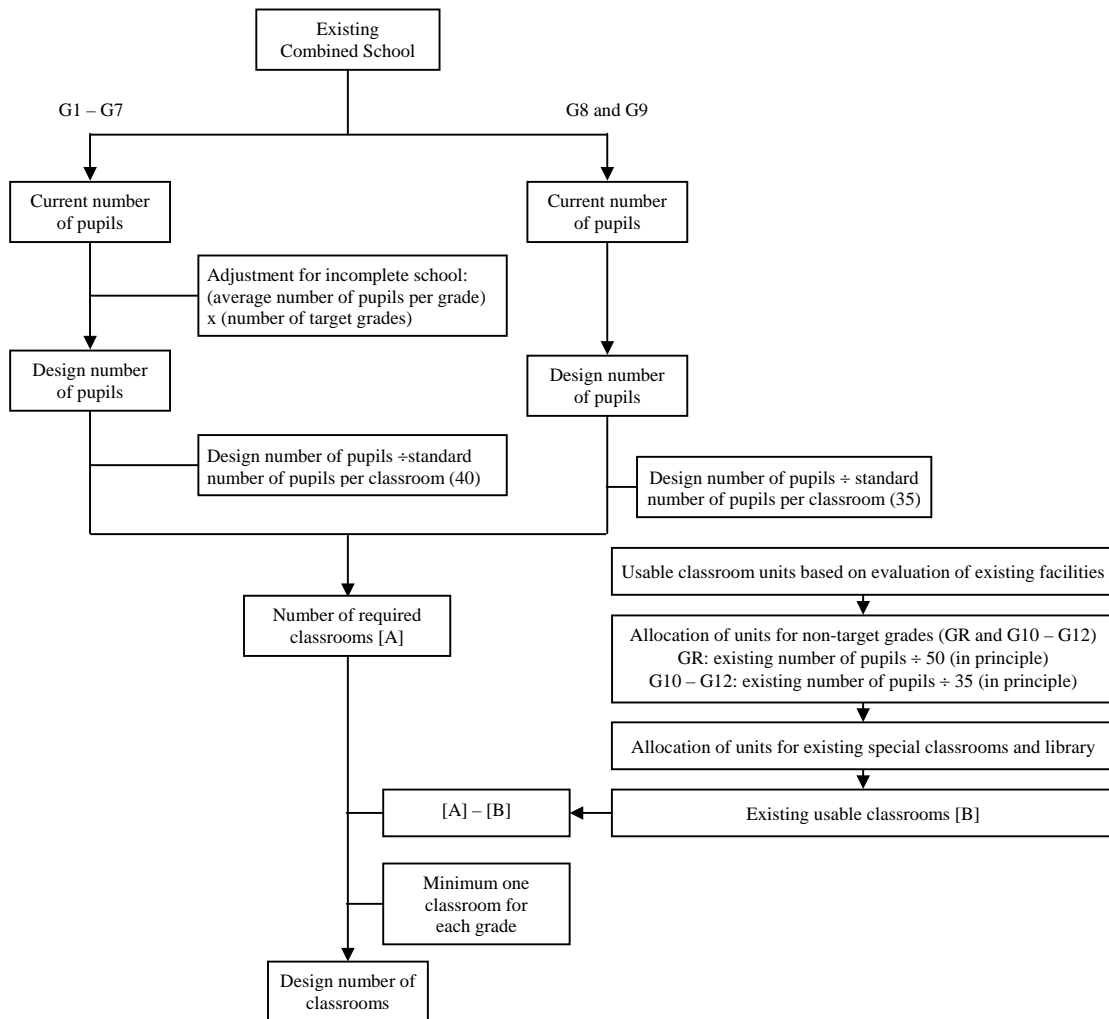 Existing
Combined School
G1 – G7
G8 and G9
Current number
of pupils
Current number
of pupils
Adjustment for incomplete school:
(average number of pupils per grade)
x (number of target grades)
Design number
of pupils
Design number
of pupils
Design number of pupils ÷standard
number of pupils per classroom (40)
Design number of pupils ÷ standard
number of pupils per classroom (35)
Usable classroom units based on evaluation of existing facilities
Number of required
classrooms [A]
Allocation of units for non-target grades (GR and G10 – G12)
GR: existing number of pupils ÷ 50 (in principle)
G10 – G12: existing number of pupils ÷ 35 (in principle)
Allocation of units for existing special classrooms and library
[A] – [B]
Existing usable classrooms [B]
Minimum one
classroom for
each grade
Design number of
classrooms